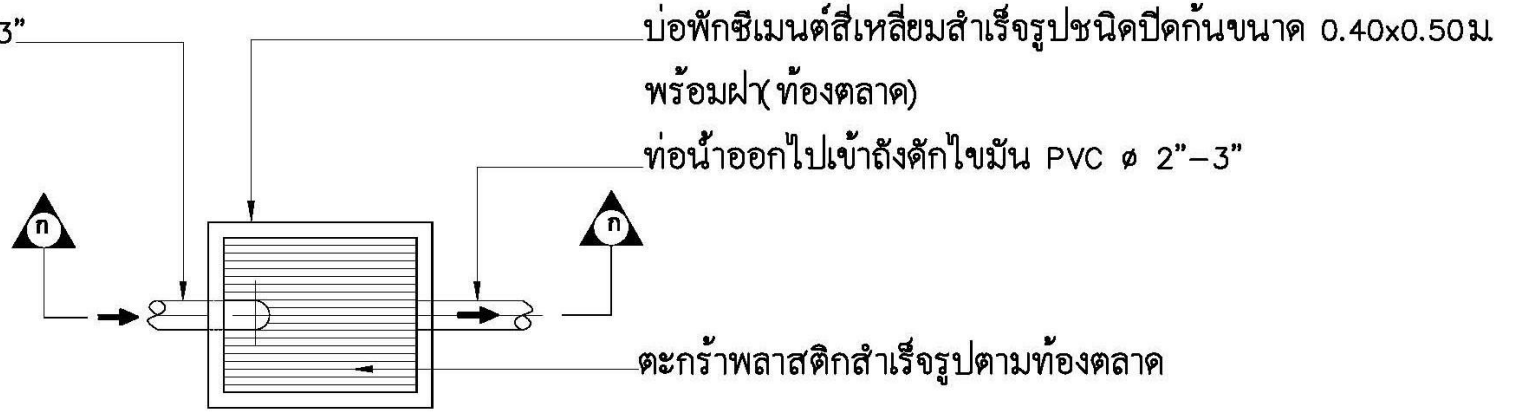 3"
บ่อพักซีเมนต์สี่เหลี่ยมสำเร็จรูปชนิดปิดก้นขนาด 0.40x0.50ม.
พร้อมฝา(ท้องตลาด)
ท่อน้ำออกไปเข้าถังดักไขมัน PVC ø 2"-3"
ก
ก
ตะกร้าพลาสติกสำเร็จรูปตามท้องตลาด